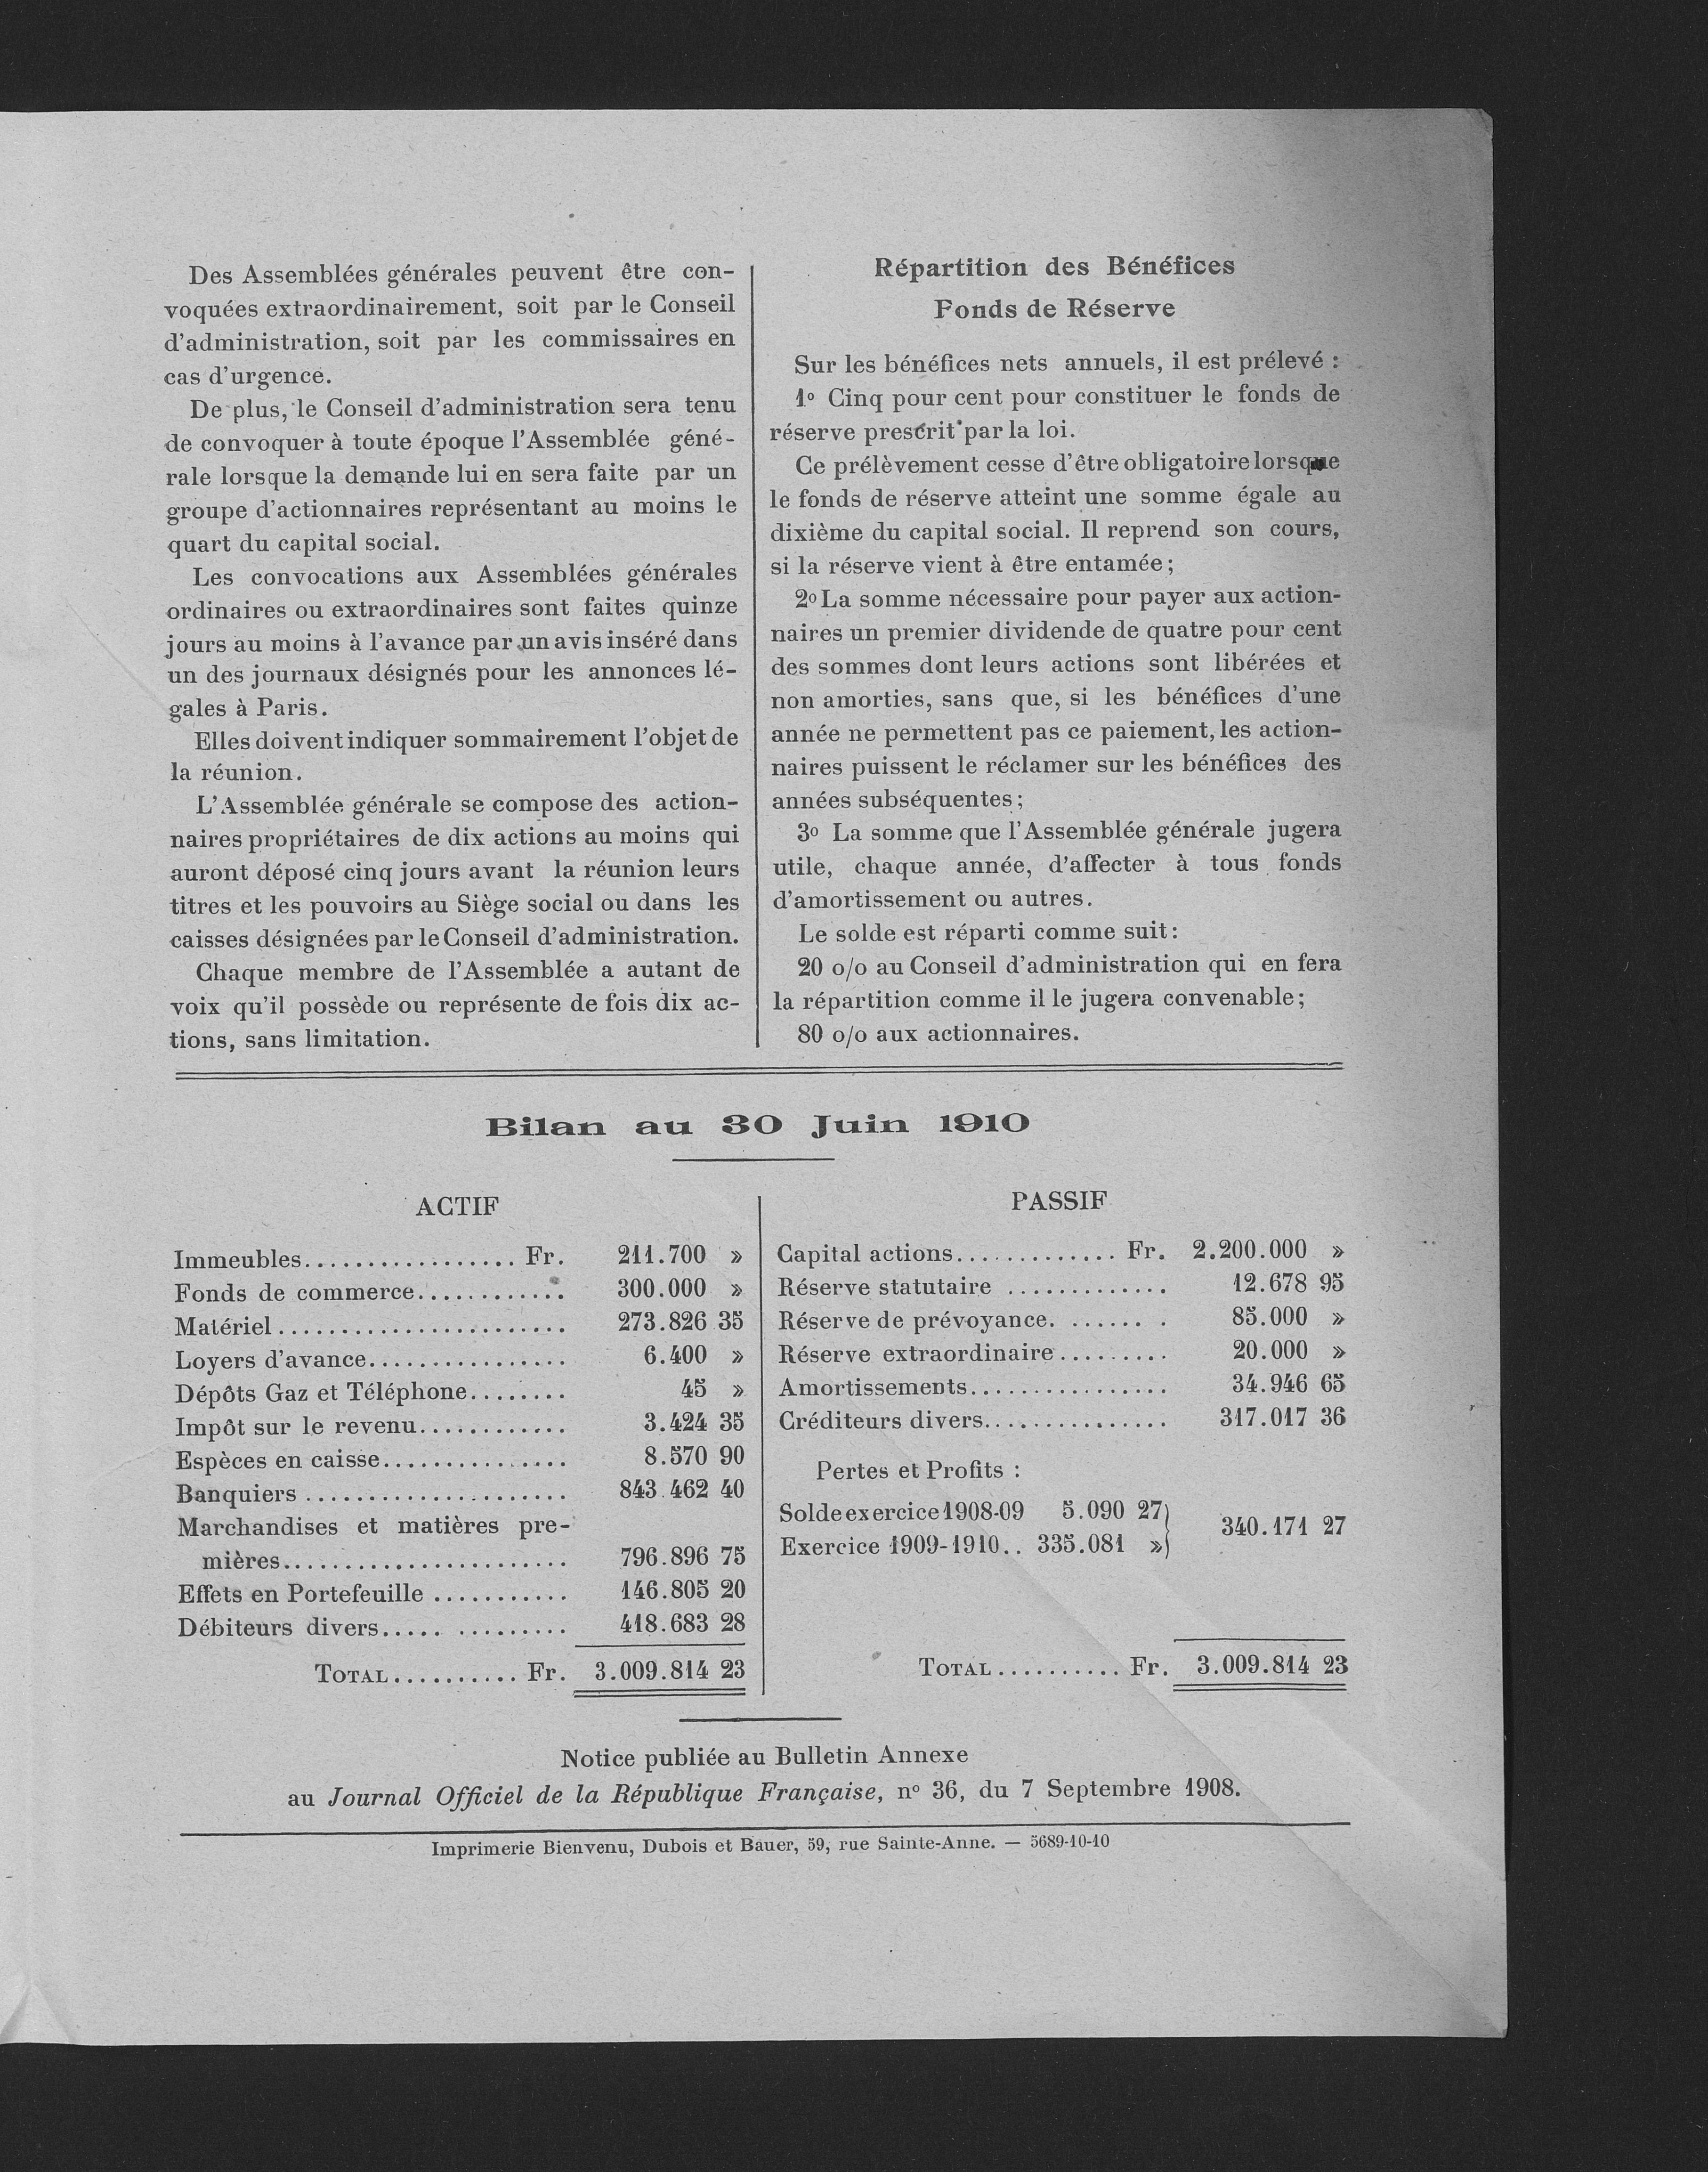 Des Assemblées générales peuvent être con-
voquées extraordinairement, soit par le Conseil
d'administration, soit par les commissaires en
cas d'urgence.
De plus, le Conseil d'administration sera tenu
de convoquer à toute époque l'Assemblée géné-
rale lorsque la demande lui en sera faite par un
groupe d'actionnaires représentant au moins le
quart du capital social.
Les convocations aux Assemblées générales
ordinaires ou extraordinaires sont faites quinze
jours au moins à l'avance par un avis inséré dans
un des journaux désignés pour les annonces lé-
gales à Paris.
Elles doivent indiquer sommairement l'objet de
la réunion.
L'Assemblée générale se compose des action-
naires propriétaires de dix actions au moins qui
auront déposé cinq jours avant la réunion leurs
titres et les pouvoirs au Siège social ou dans les
caisses désignées par le Conseil d'administration.
Chaque membre de l'Assemblée a autant de
voix qu'il possède ou représente de fois dix ac-
tions, sans limitation.
Répartition des Bénéfices
Fonds de Réserve
Sur les bénéfices nets annuels, il est prélevé :
1º Cinq pour cent pour constituer le fonds de
réserve prescrit par la loi.
Ce prélèvement cesse d'être obligatoire lorsque
le fonds de réserve atteint une somme égale au
dixième du capital social. Il reprend son cours,
si la réserve vient à être entamée;
2º La somme nécessaire pour payer aux action-
naires un premier dividende de quatre pour cent
des sommes dont leurs actions sont libérées et
non amorties, sans que, si les bénéfices d'une
année ne permettent pas ce paiement, les action-
naires puissent le réclamer sur les bénéfices des
années subséquentes;
3º La somme que l'Assemblée générale jugera
utile, chaque année, d'affecter à tous fonds
d'amortissement ou autres.
Le solde est réparti comme suit:
20 o/o au Conseil d'administration qui en fera
la répartition comme il le jugera convenable;
80 o/o aux actionnaires.
Bilan au 30 Juin 1910
ACTIF
Immeubles................. Fr. 211.700 »
Fonds de commerce............ 300.000 »
Matériel....................... 273.826 35
Loyers d'avance................ 6.400 »
Dépôts Gaz et Téléphone........ 45 »
Impôt sur le revenu............ 3.424 35
Espèces en caisse............... 8.570 90
Banquiers ..................... 843.462 40
Marchandises et matières pre-
mières....................... 796.896 75
Effets en Portefeuille ........... 146.805 20
Débiteurs divers..... ......... 418.683 28
TOTAL.......... Fr. 3.009.814 23
PASSIF
Capital actions............. Fr. 2.200.000 »
Réserve statutaire ............. 12.678 95
Réserve de prévoyance. ...... . 85.000 »
Réserve extraordinaire......... 20.000 »
Amortissements................ 34.946 65
Créditeurs divers............... 317.017 36
Pertes et Profits :
Solde exercice 1908-09 5.090 27
340.171 27
Exercice 1909-1910.. 335.081 »
TOTAL.......... Fr. 3.009.814 23
Notice publiée au Bulletin Annexe
au Journal Officiel de la République Française, nº 36, du 7 Septembre 1908.
Imprimerie Bienvenu, Dubois et Bauer, 59, rue Sainte-Anne. — 5689-10-10